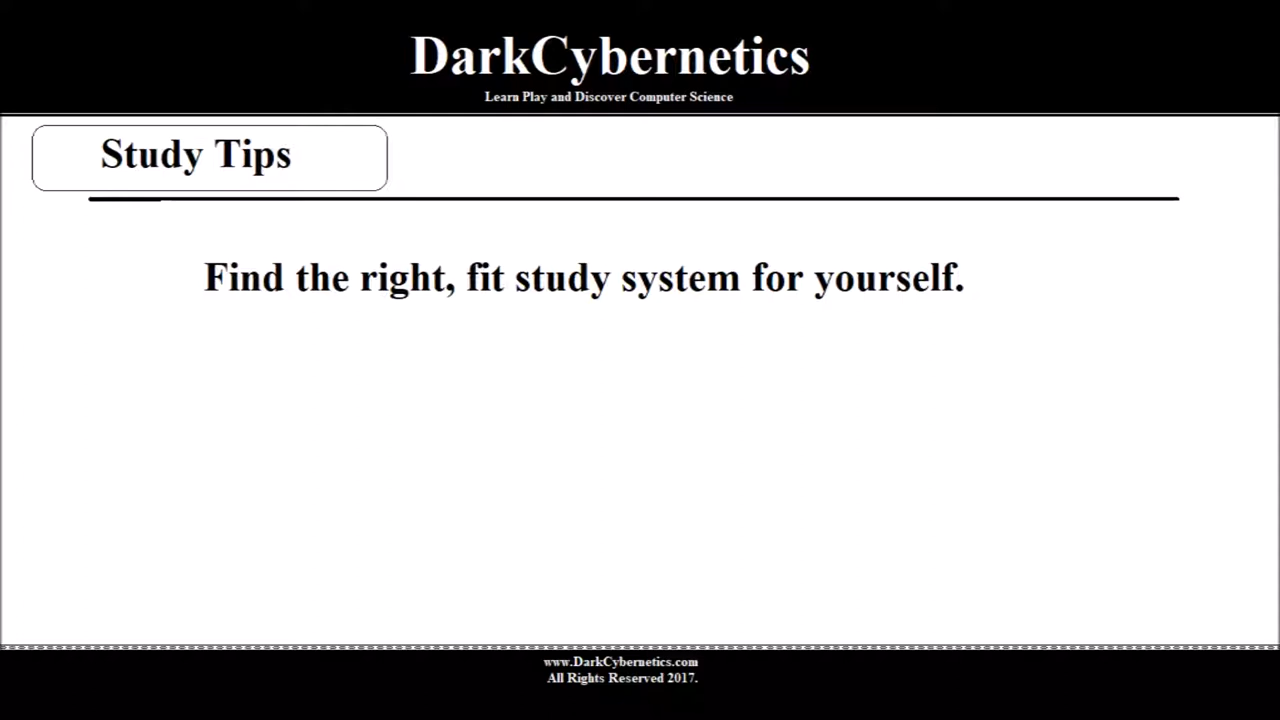 DarkCybernetics
Learn Play and Discover Computer Science
Study Tips
Find the right, fit study system for yourself.
www.DarkCybernetics.com
All Rights Reserved 2017.